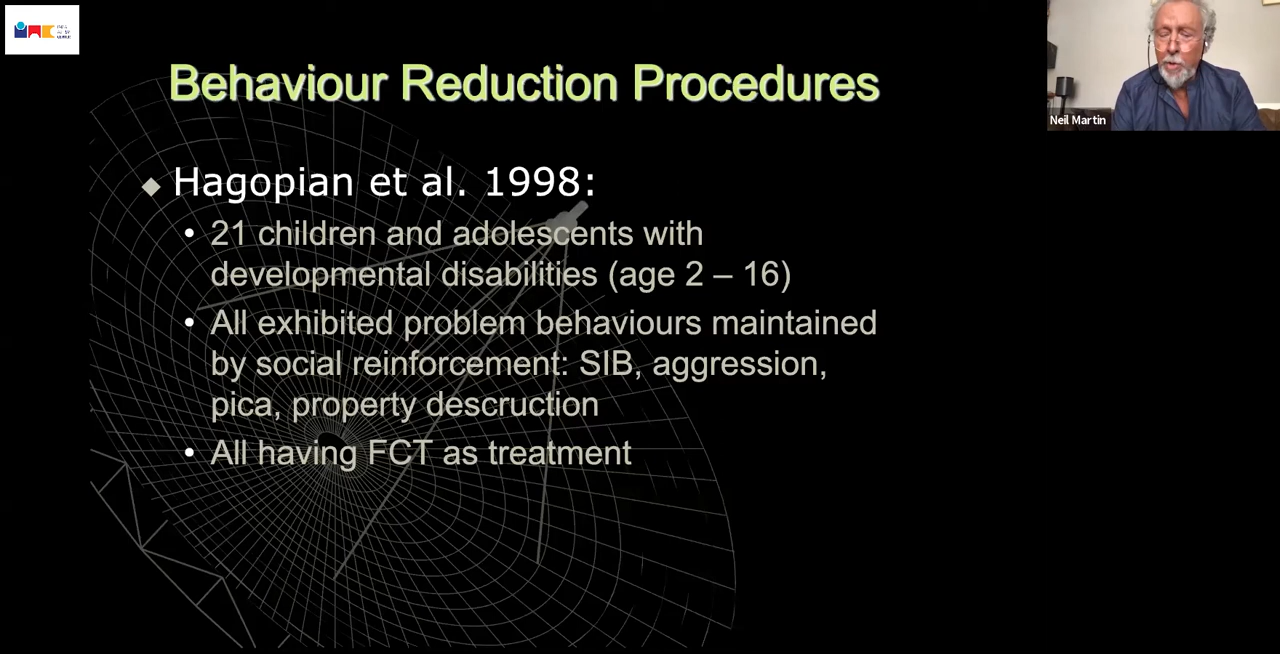 Behaviour Reduction Procedures
Neil Martin
Hagopian et al. 1998:
21 children and adolescents with
developmental disabilities (age 2 – 16)
All exhibited problem behaviours maintained
by social reinforcement: SIB, aggression,
pica, property descruction
All having FCT as treatment